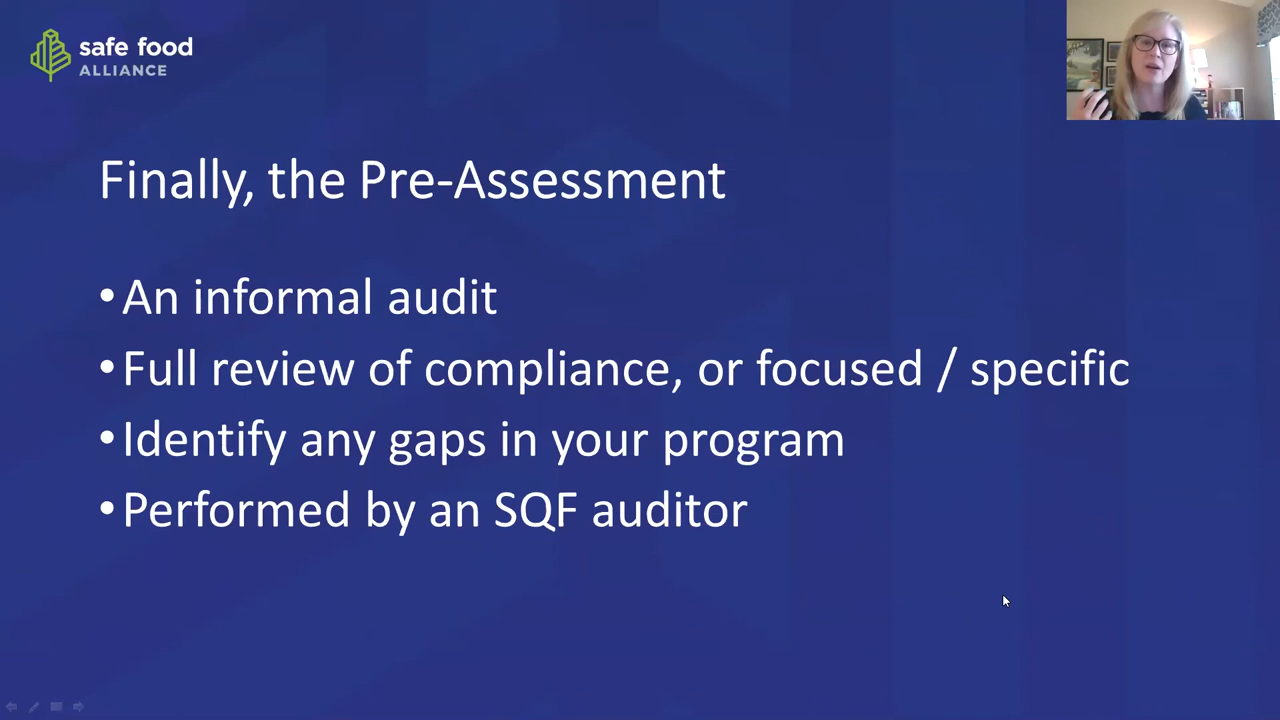 safe food
ALLIANCE
Finally, the Pre-Assessment
•An informal audit
•Full review of compliance, or focused / specific
•Identify any gaps in your program
•Performed by an SQF auditor